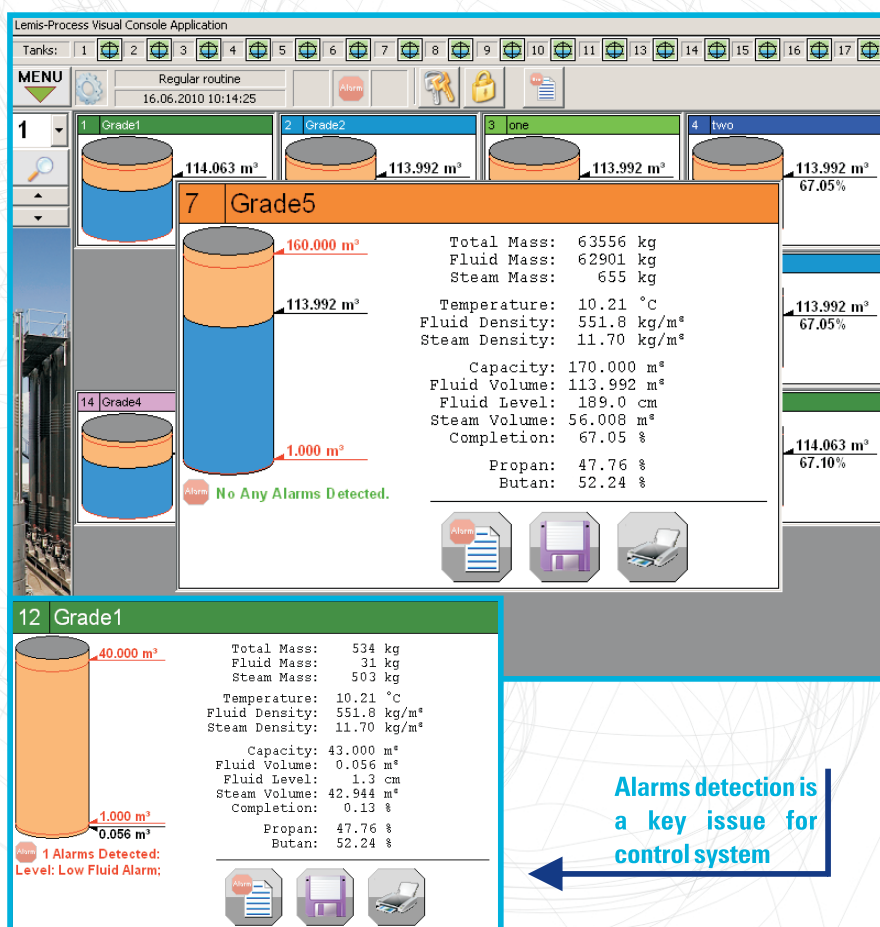 Lemis-Process Visual Console Application
Tanks: 1 2 3 4 5 6 7 8 9 10 11 13 14 15 16 17
MENU
Regular routine
Alarm
16.06.2010 10:14:25
1
1 Grade1
2 Grade2
3 one
4 two
114.063 m³
113.992 m³
113.992 m³
113.992 m³
67.05%
7 Grade5
160.000 m³
113.992 m³
1.000 m³
Alarm No Any Alarms Detected.
Total Mass: 63556 kg
Fluid Mass: 62901 kg
Steam Mass: 655 kg
Temperature: 10.21 °C
Fluid Density: 551.8 kg/m³
Steam Density: 11.70 kg/m³
Capacity: 170.000 m³
Fluid Volume: 113.992 m³
Fluid Level: 189.0 cm
Steam Volume: 56.008 m³
Completion: 67.05 %
Propan: 47.76 %
Butan: 52.24 %
Alarm
113.992 m³
67.05%
14 Grade4
114.063 m³
67.10%
12 Grade1
40.000 m³
1.000 m³
0.056 m³
Alarm 1 Alarms Detected:
Level: Low Fluid Alarm;
Total Mass: 534 kg
Fluid Mass: 31 kg
Steam Mass: 503 kg
Temperature: 10.21 °C
Fluid Density: 551.8 kg/m³
Steam Density: 11.70 kg/m³
Capacity: 43.000 m³
Fluid Volume: 0.056 m³
Fluid Level: 1.3 cm
Steam Volume: 42.944 m³
Completion: 0.13 %
Propan: 47.76 %
Butan: 52.24 %
Alarm
Alarms detection is
a key issue for
control system